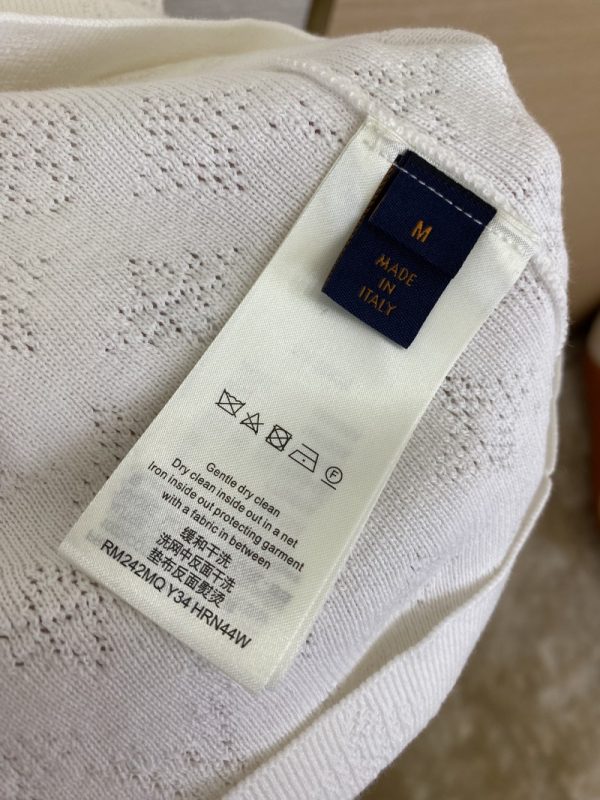 M
MADE
IN
ITALY
F
Gentle dry clean
Dry clean inside out in a net
Iron inside out protecting garment
with a fabric in between
缓和干洗
洗网中反面干洗
垫布反面熨烫
RM242MQ Y34 HRN44W